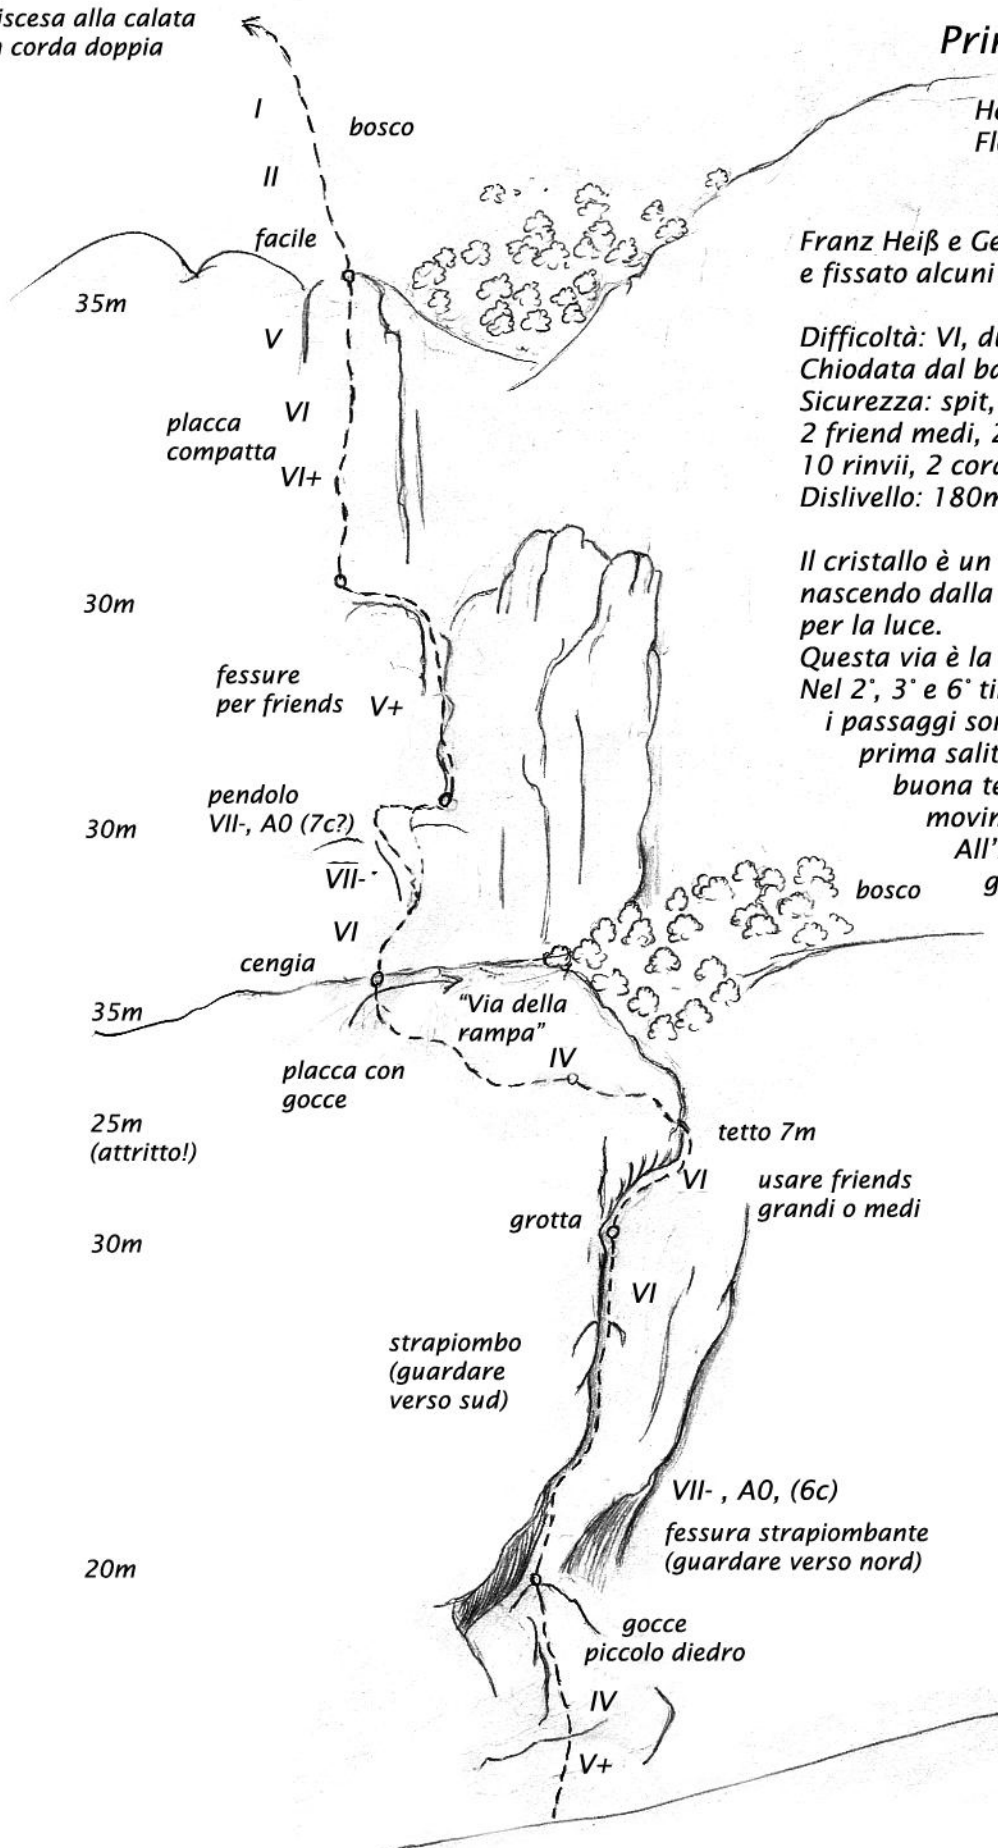 iscesa alla calata
corda doppia
I
bosco
II
facile
35m
V
VI
placca
compatta
VI+
30m
fessure
per friends
V+
pendolo
VII-, A0 (7c?)
30m
VII-
VI
cengia
35m
"Via della
rampa"
IV
placca con
gocce
25m
(attritto!)
tetto 7m
VI
usare friends
grandi o medi
grotta
30m
VI
strapiombo
(guardare
verso sud)
VII- , A0, (6c)
fessura strapiombante
(guardare verso nord)
20m
gocce
piccolo diedro
IV
V+
bosco
Franz Heiß e Ge
e fissato alcuni
Difficoltà: VI, di
Chiodata dal ba
Sicurezza: spit,
2 friend medi, 2
10 rinvii, 2 cord
Dislivello: 180m
Il cristallo è un
nascendo dalla
per la luce.
Questa via è la
Nel 2°, 3° e 6° ti
i passaggi sor
prima salit
buona te
movin
All'
g